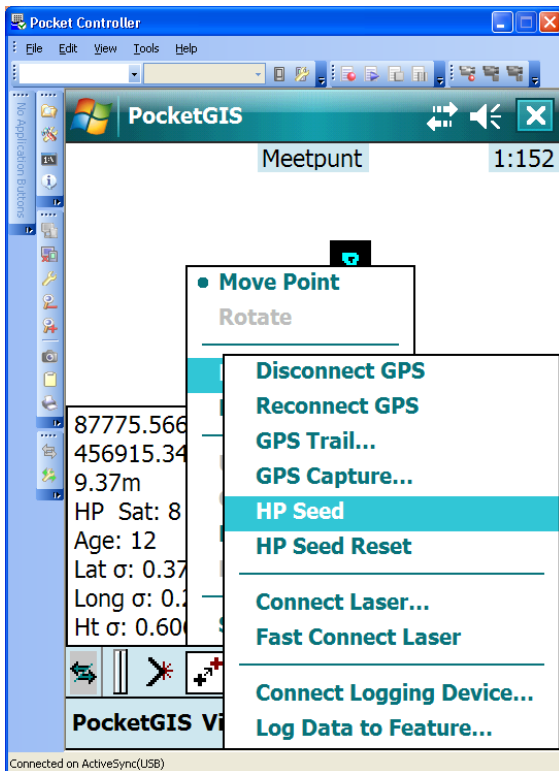 Pocket Controller
File Edit View Tools Help
No Application Buttons
PocketGIS
Meetpunt 1:152
Move Point
Rotate
Disconnect GPS
Reconnect GPS
GPS Trail...
GPS Capture...
HP Seed
HP Seed Reset
Connect Laser...
Fast Connect Laser
Connect Logging Device...
Log Data to Feature...
87775.566
456915.34
9.37m
HP Sat: 8
Age: 12
Lat σ: 0.37
Long σ: 0.2
Ht σ: 0.606
PocketGIS Vi
Connected on ActiveSync(USB)